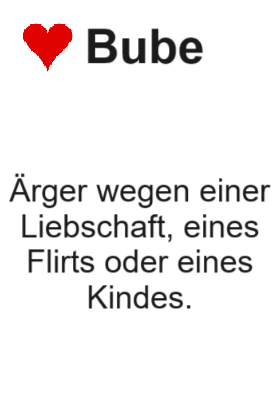 Bube
Ärger wegen einer
Liebschaft, eines
Flirts oder eines
Kindes.